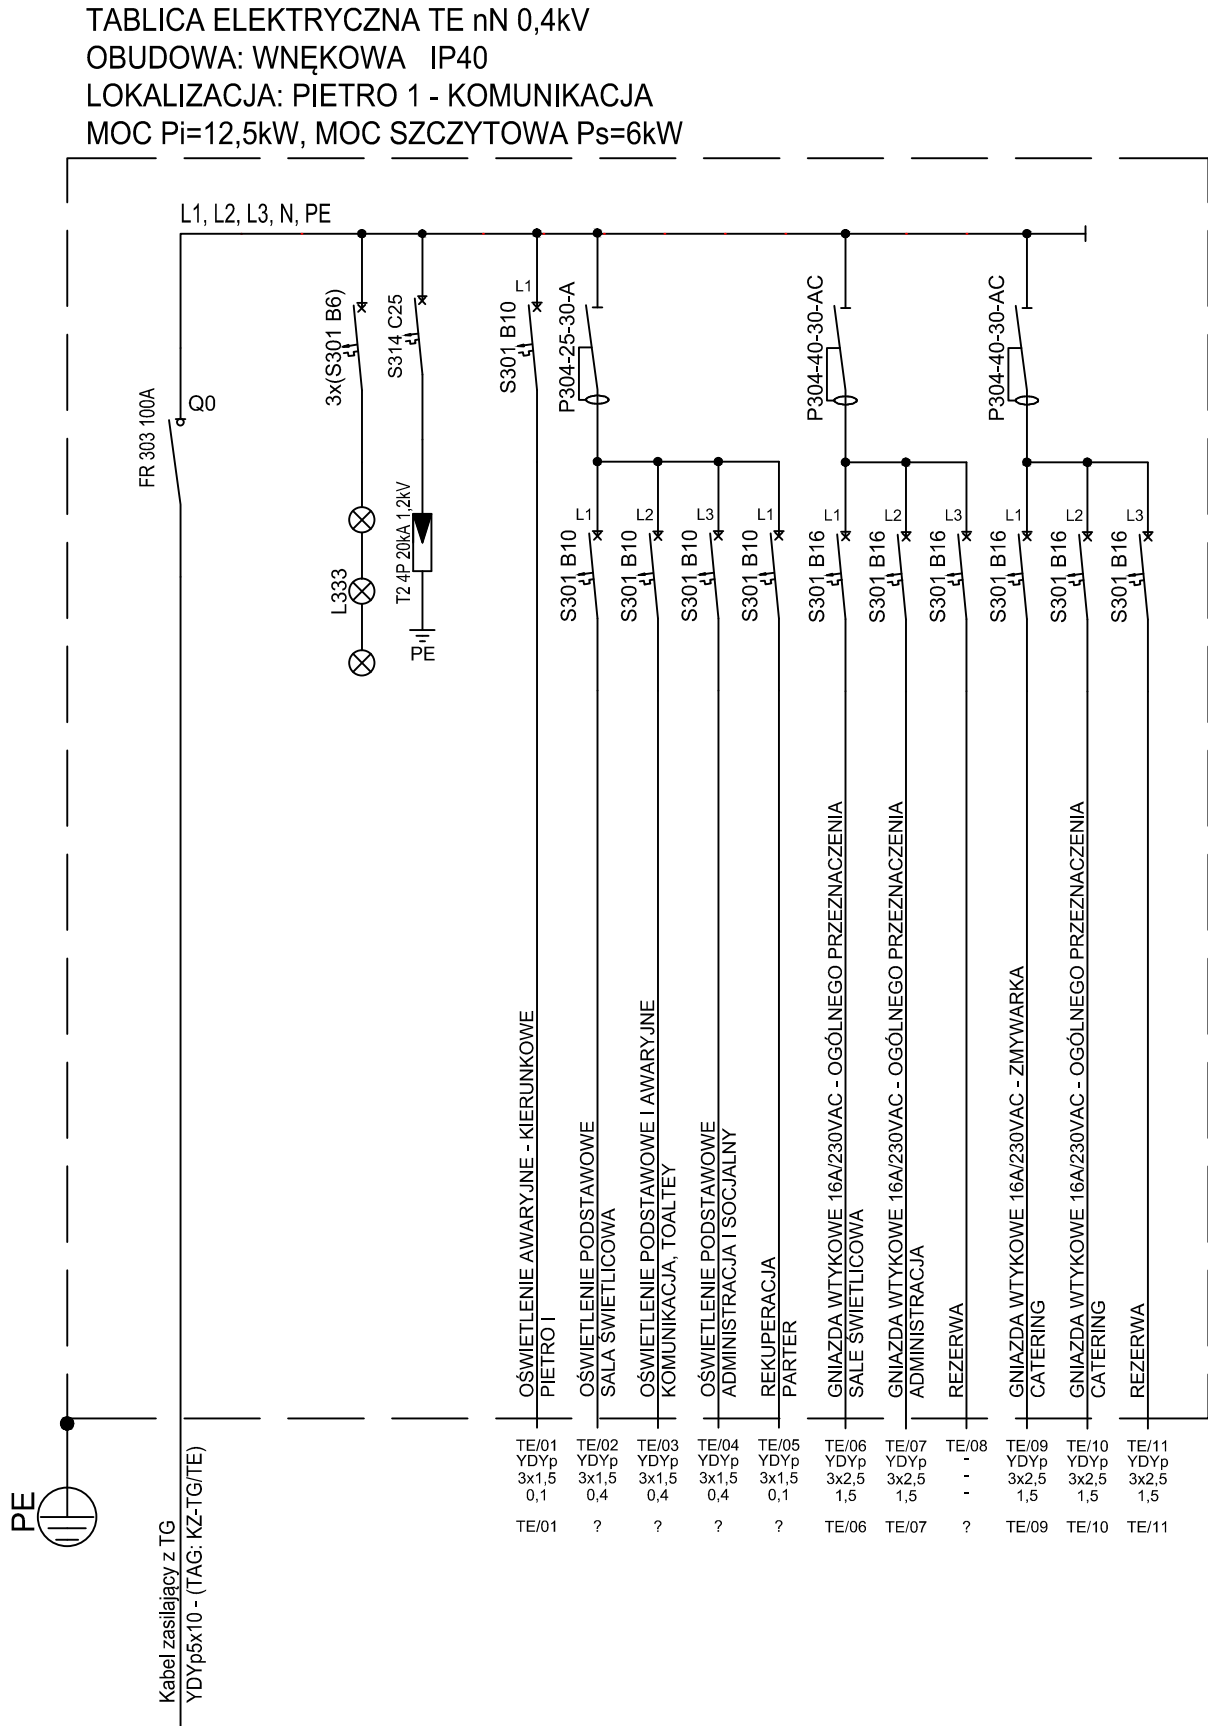 TABLICA ELEKTRYCZNA TE nN 0,4kV
OBUDOWA: WNĘKOWA IP40
LOKALIZACJA: PIETRO 1 - KOMUNIKACJA
MOC Pi=12,5kW, MOC SZCZYTOWA Ps=6kW
L1, L2, L3, N, PE
FR 303 100A
Q0
3x(S301 B6)
L333
S314 C25
T2 4P 20kA 1,2kV
PE
L1
S301 B10
P304-25-30-A
P304-40-30-AC
P304-40-30-AC
L1
S301 B10
L2
S301 B10
L3
S301 B10
L1
S301 B10
L1
S301 B16
L2
S301 B16
L3
S301 B16
L1
S301 B16
L2
S301 B16
L3
S301 B16
OŚWIETLENIE AWARYJNE - KIERUNKOWE
PIETRO I
OŚWIETLENIE PODSTAWOWE
SALA ŚWIETLICOWA
OŚWIETLENIE PODSTAWOWE I AWARYJNE
KOMUNIKACJA, TOALTEY
OŚWIETLENIE PODSTAWOWE
ADMINISTRACJA I SOCJALNY
REKUPERACJA
PARTER
GNIAZDA WTYKOWE 16A/230VAC - OGÓLNEGO PRZEZNACZENIA
SALE ŚWIETLICOWA
GNIAZDA WTYKOWE 16A/230VAC - OGÓLNEGO PRZEZNACZENIA
ADMINISTRACJA
REZERWA
GNIAZDA WTYKOWE 16A/230VAC - ZMYWARKA
CATERING
GNIAZDA WTYKOWE 16A/230VAC - OGÓLNEGO PRZEZNACZENIA
CATERING
REZERWA
TE/01 TE/02 TE/03 TE/04 TE/05 TE/06 TE/07 TE/08 TE/09 TE/10 TE/11
YDYp YDYp YDYp YDYp YDYp YDYp YDYp - YDYp YDYp YDYp
3x1,5 3x1,5 3x1,5 3x1,5 3x1,5 3x2,5 3x2,5 - 3x2,5 3x2,5 3x2,5
0,1 0,4 0,4 0,4 0,1 1,5 1,5 - 1,5 1,5 1,5
TE/01 ? ? ? ? TE/06 TE/07 ? TE/09 TE/10 TE/11
PE
Kabel zasilający z TG
YDYp5x10 - (TAG: KZ-TG/TE)